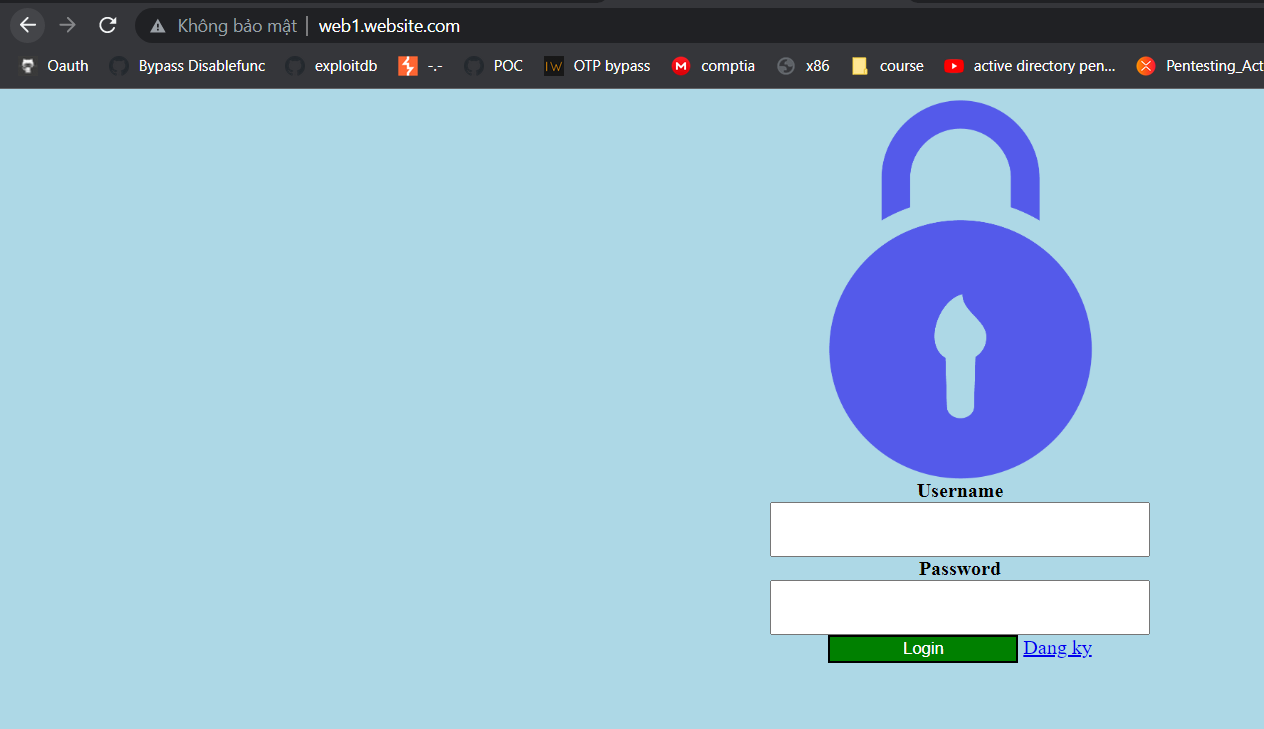 Không bảo mật | web1.website.com
Oauth Bypass Disablefunc exploitdb -.- POC IW OTP bypass comptia x86 course active directory pen... Pentesting_Act
Username
Password
Login Dang ky